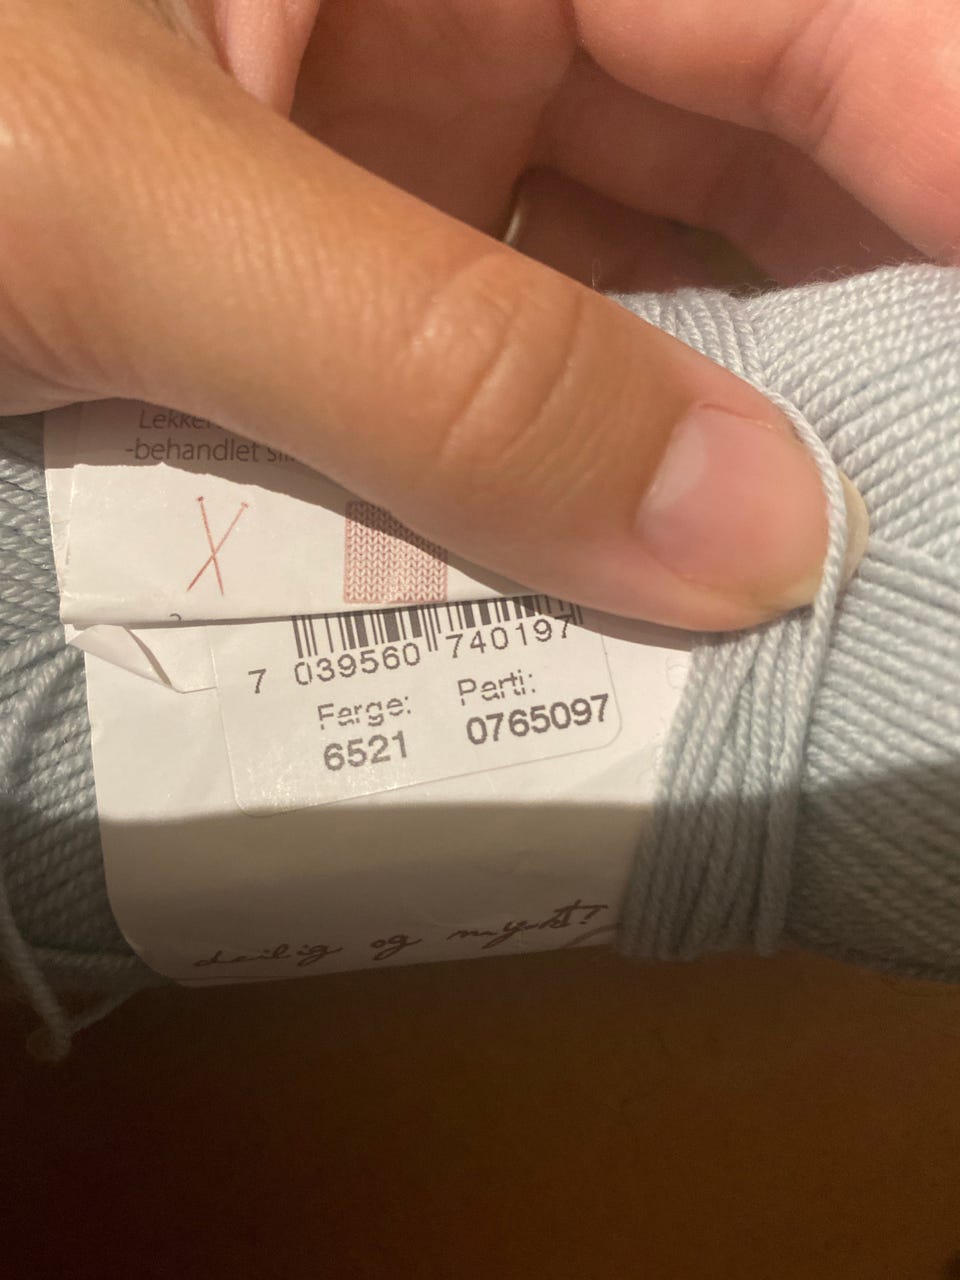 -behandlet
7 039560 740197
Farge: Parti:
6521 0765097
deilig og mykt!